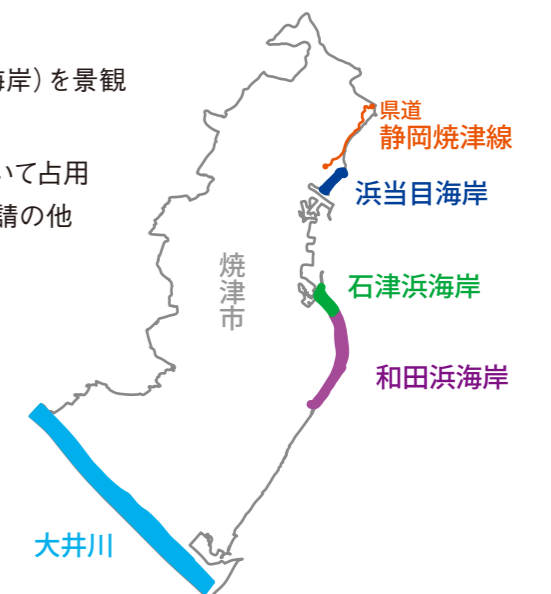 海岸）を景観
いて占用
請の他
県道
静岡焼津線
浜当目海岸
焼津市
石津浜海岸
和田浜海岸
大井川